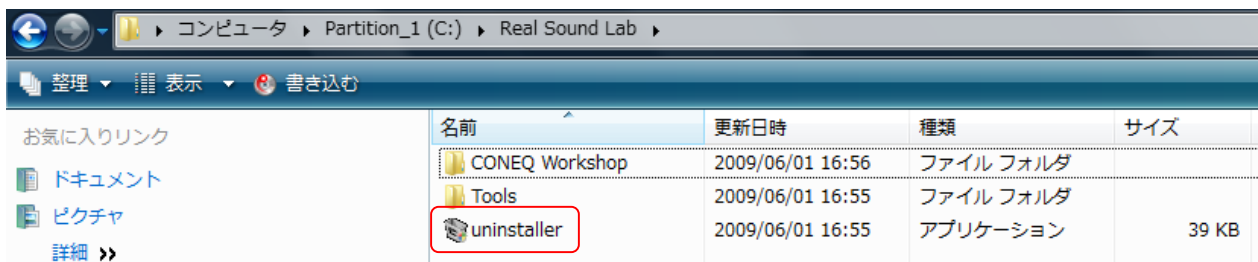 コンピュータ ▸ Partition_1 (C:) ▸ Real Sound Lab ▸
整理 ▼ 表示 ▼ 書き込む
お気に入りリンク
ドキュメント
ピクチャ
詳細 >>
名前 更新日時 種類 サイズ
CONEQ Workshop 2009/06/01 16:56 ファイル フォルダ
Tools 2009/06/01 16:55 ファイル フォルダ
uninstaller 2009/06/01 16:55 アプリケーション 39 KB